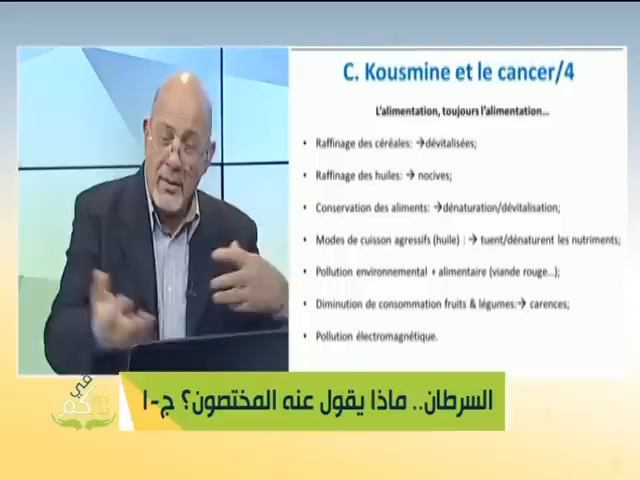 C. Kousmine et le cancer/4
L'alimentation, toujours l'alimentation...
• Raffinage des céréales: →dévitalisées;
• Raffinage des huiles: → nocives;
• Conservation des aliments: →dénaturation/dévitalisation;
• Modes de cuisson agressifs (huile) : → tuent/dénaturent les nutriments;
• Pollution environnemental + alimentaire (viande rouge...);
• Diminution de consommation fruits & légumes:→ carences;
• Pollution électromagnétique.
السرطان.. ماذا يقول عنه المختصون؟ ج-١
في